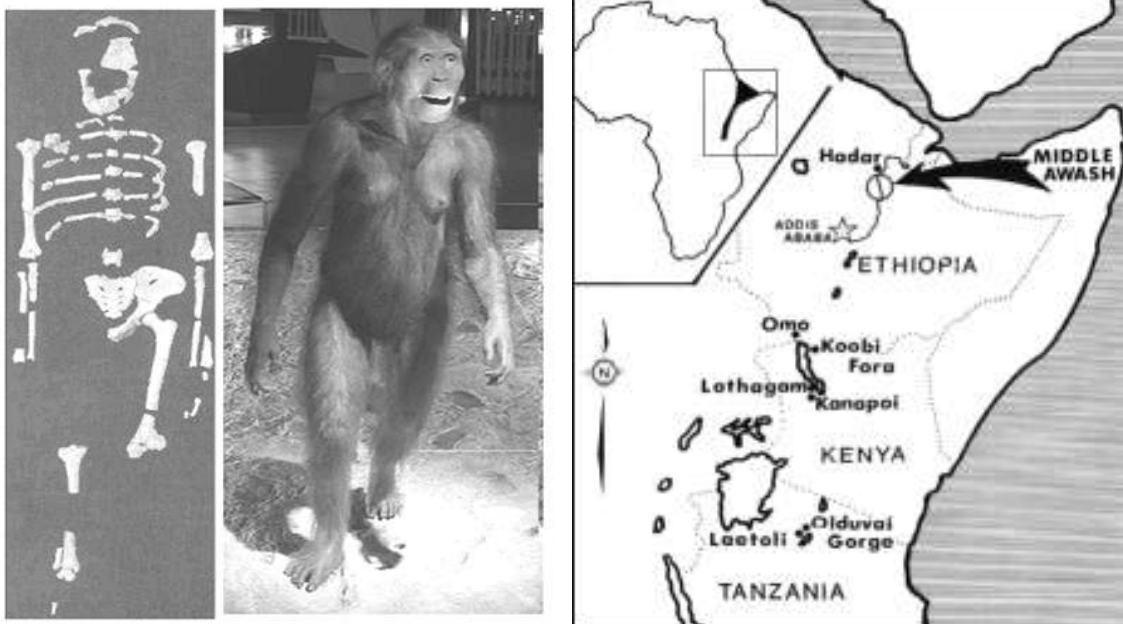 Hadar
MIDDLE
AWASH
ADDIS
ABABA
ETHIOPIA
Omo
Koobi
Fora
Lothagam
Kanapoi
N
KENYA
Olduvai
Laetoli Gorge
TANZANIA